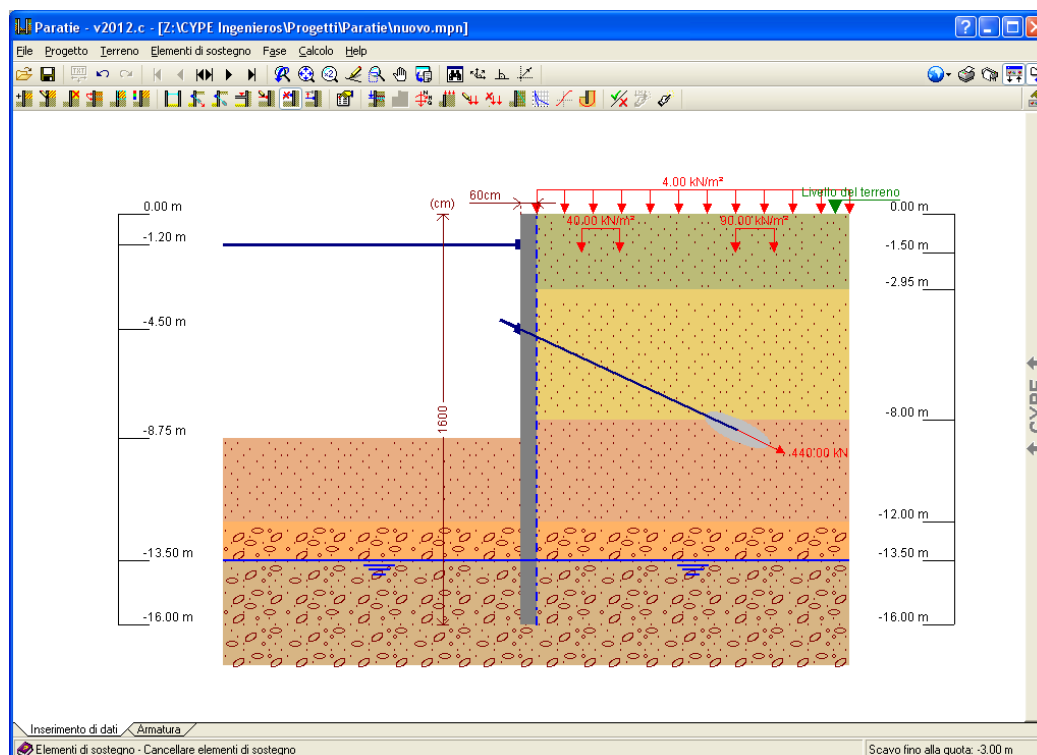 Paratie - v2012.c - [Z:\CYPE Ingenieros\Progetti\Paratie\nuovo.mpn]
File Progetto Terreno Elementi di sostegno Fase Calcolo Help
4.00 kN/m²
60cm
Livello del terreno
0.00 m
(cm)
0.00 m
40.00 kN/m²
90.00 kN/m²
-1.20 m
-1.50 m
-2.95 m
-4.50 m
1600
-8.00 m
-8.75 m
440.00 kN
CYPE
-12.00 m
-13.50 m
-13.50 m
-16.00 m
-16.00 m
Inserimento di dati Armatura
Elementi di sostegno - Cancellare elementi di sostegno
Scavo fino alla quota: -3.00 m